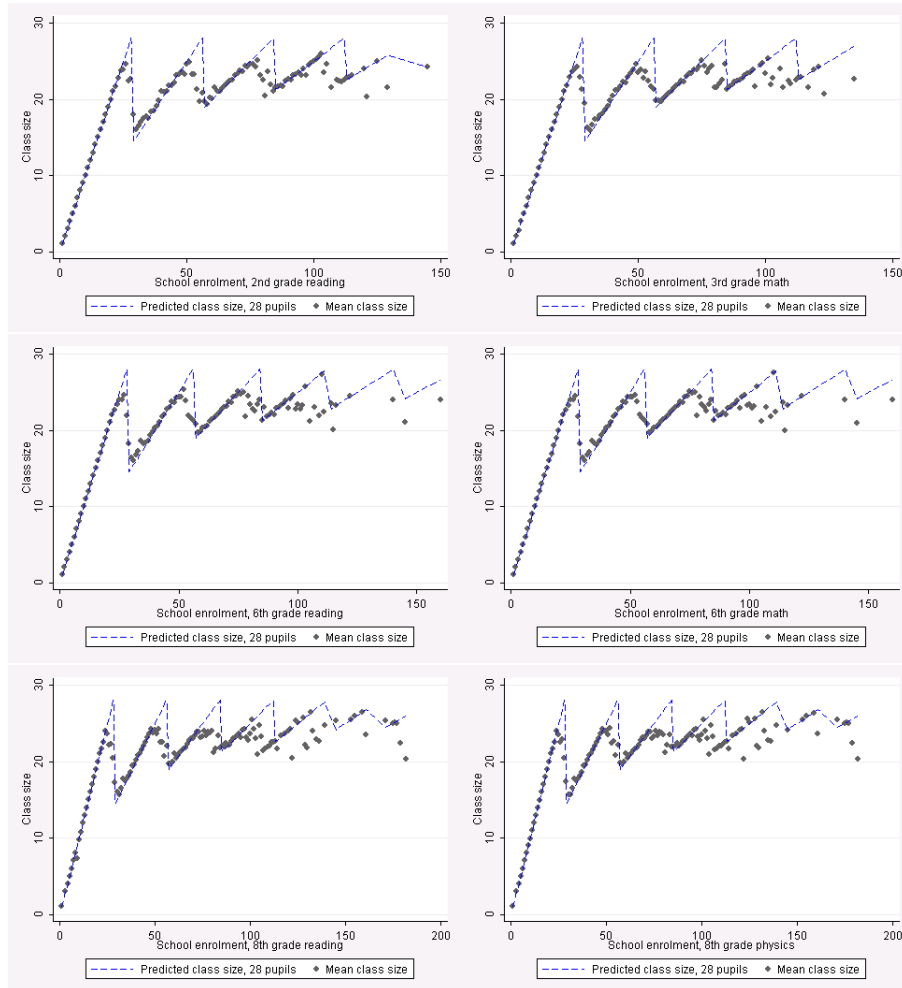 30
20
10
0
Class size
0 50 100 150
School enrolment, 2nd grade reading
Predicted class size, 28 pupils Mean class size
30
20
10
0
Class size
0 50 100 150
School enrolment, 3rd grade math
Predicted class size, 28 pupils Mean class size
30
20
10
0
Class size
0 50 100 150
School enrolment, 6th grade reading
Predicted class size, 28 pupils Mean class size
30
20
10
0
Class size
0 50 100 150
School enrolment, 6th grade math
Predicted class size, 28 pupils Mean class size
30
20
10
0
Class size
0 50 100 150 200
School enrolment, 8th grade reading
Predicted class size, 28 pupils Mean class size
30
20
10
0
Class size
0 50 100 150 200
School enrolment, 8th grade physics
Predicted class size, 28 pupils Mean class size